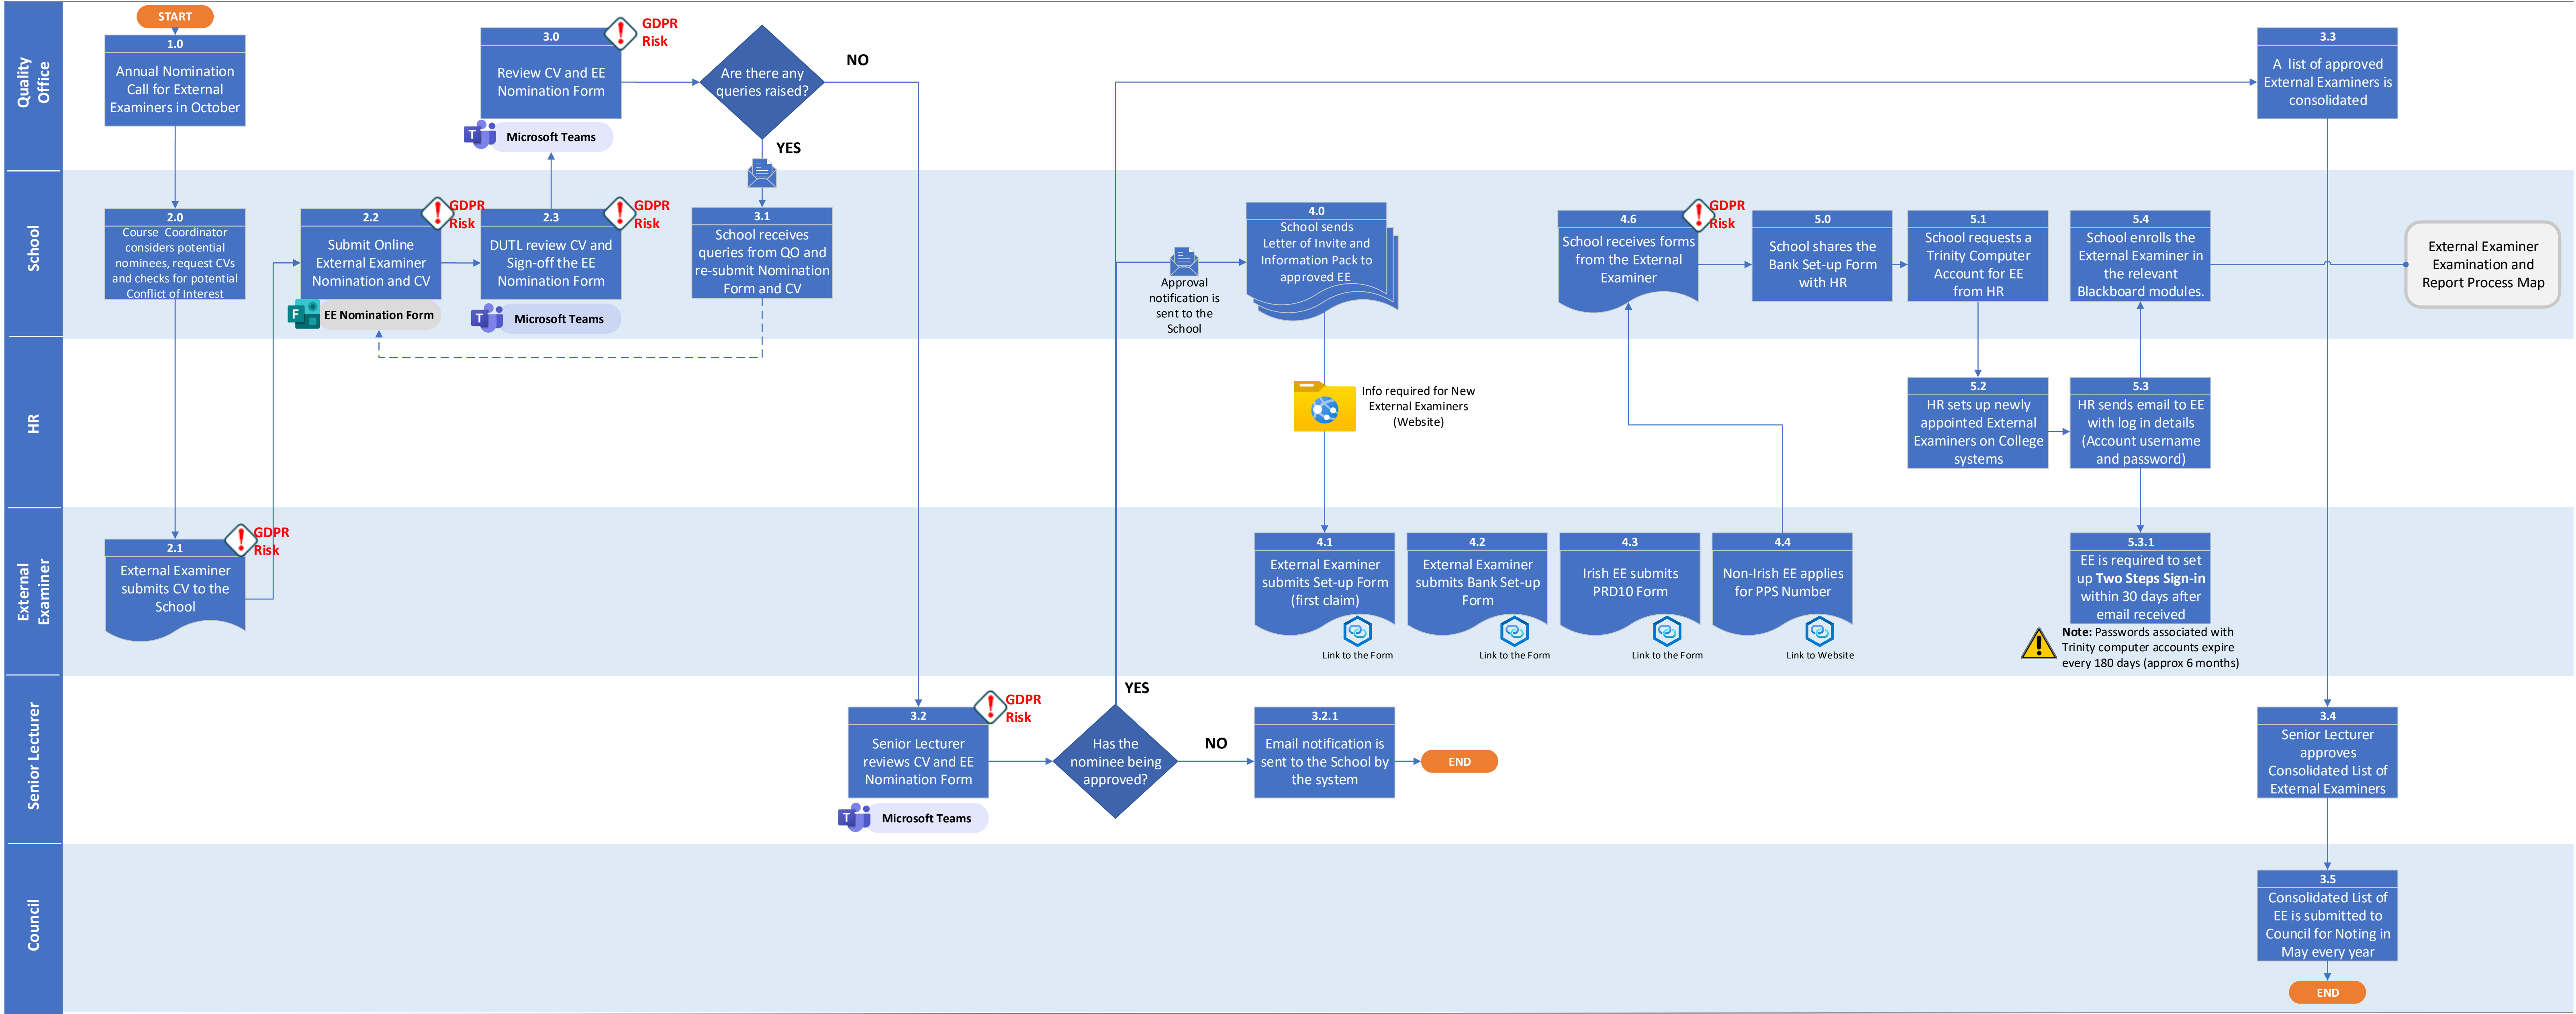 Quality
Office
START
1.0
Annual Nomination
Call for External
Examiners in October
3.0
Review CV and EE
Nomination Form
GDPR
Risk
Microsoft Teams
Are there any
queries raised?
NO
YES
3.3
A list of approved
External Examiners is
consolidated
School
2.0
Course Coordinator
considers potential
nominees, request CVs
and checks for potential
Conflict of Interest
2.2
Submit Online
External Examiner
Nomination and CV
GDPR
Risk
EE Nomination Form
2.3
DUTL review CV and
Sign-off the EE
Nomination Form
GDPR
Risk
Microsoft Teams
3.1
School receives
queries from QO and
re-submit Nomination
Form and CV
Approval
notification is
sent to the
School
4.0
School sends
Letter of Invite and
Information Pack to
approved EE
4.6
School receives forms
from the External
Examiner
GDPR
Risk
5.0
School shares the
Bank Set-up Form
with HR
5.1
School requests a
Trinity Computer
Account for EE
from HR
5.4
School enrolls the
External Examiner in
the relevant
Blackboard modules.
External Examiner
Examination and
Report Process Map
HR
Info required for New
External Examiners
(Website)
5.2
HR sets up newly
appointed External
Examiners on College
systems
5.3
HR sends email to EE
with log in details
(Account username
and password)
External
Examiner
2.1
External Examiner
submits CV to the
School
GDPR
Risk
4.1
External Examiner
submits Set-up Form
(first claim)
Link to the Form
4.2
External Examiner
submits Bank Set-up
Form
Link to the Form
4.3
Irish EE submits
PRD10 Form
Link to the Form
4.4
Non-Irish EE applies
for PPS Number
Link to Website
5.3.1
EE is required to set
up Two Steps Sign-in
within 30 days after
email received
Note: Passwords associated with
Trinity computer accounts expire
every 180 days (approx 6 months)
Senior Lecturer
3.2
Senior Lecturer
reviews CV and EE
Nomination Form
GDPR
Risk
Microsoft Teams
Has the
nominee being
approved?
YES
NO
3.2.1
Email notification is
sent to the School by
the system
END
3.4
Senior Lecturer
approves
Consolidated List of
External Examiners
Council
3.5
Consolidated List of
EE is submitted to
Council for Noting in
May every year
END